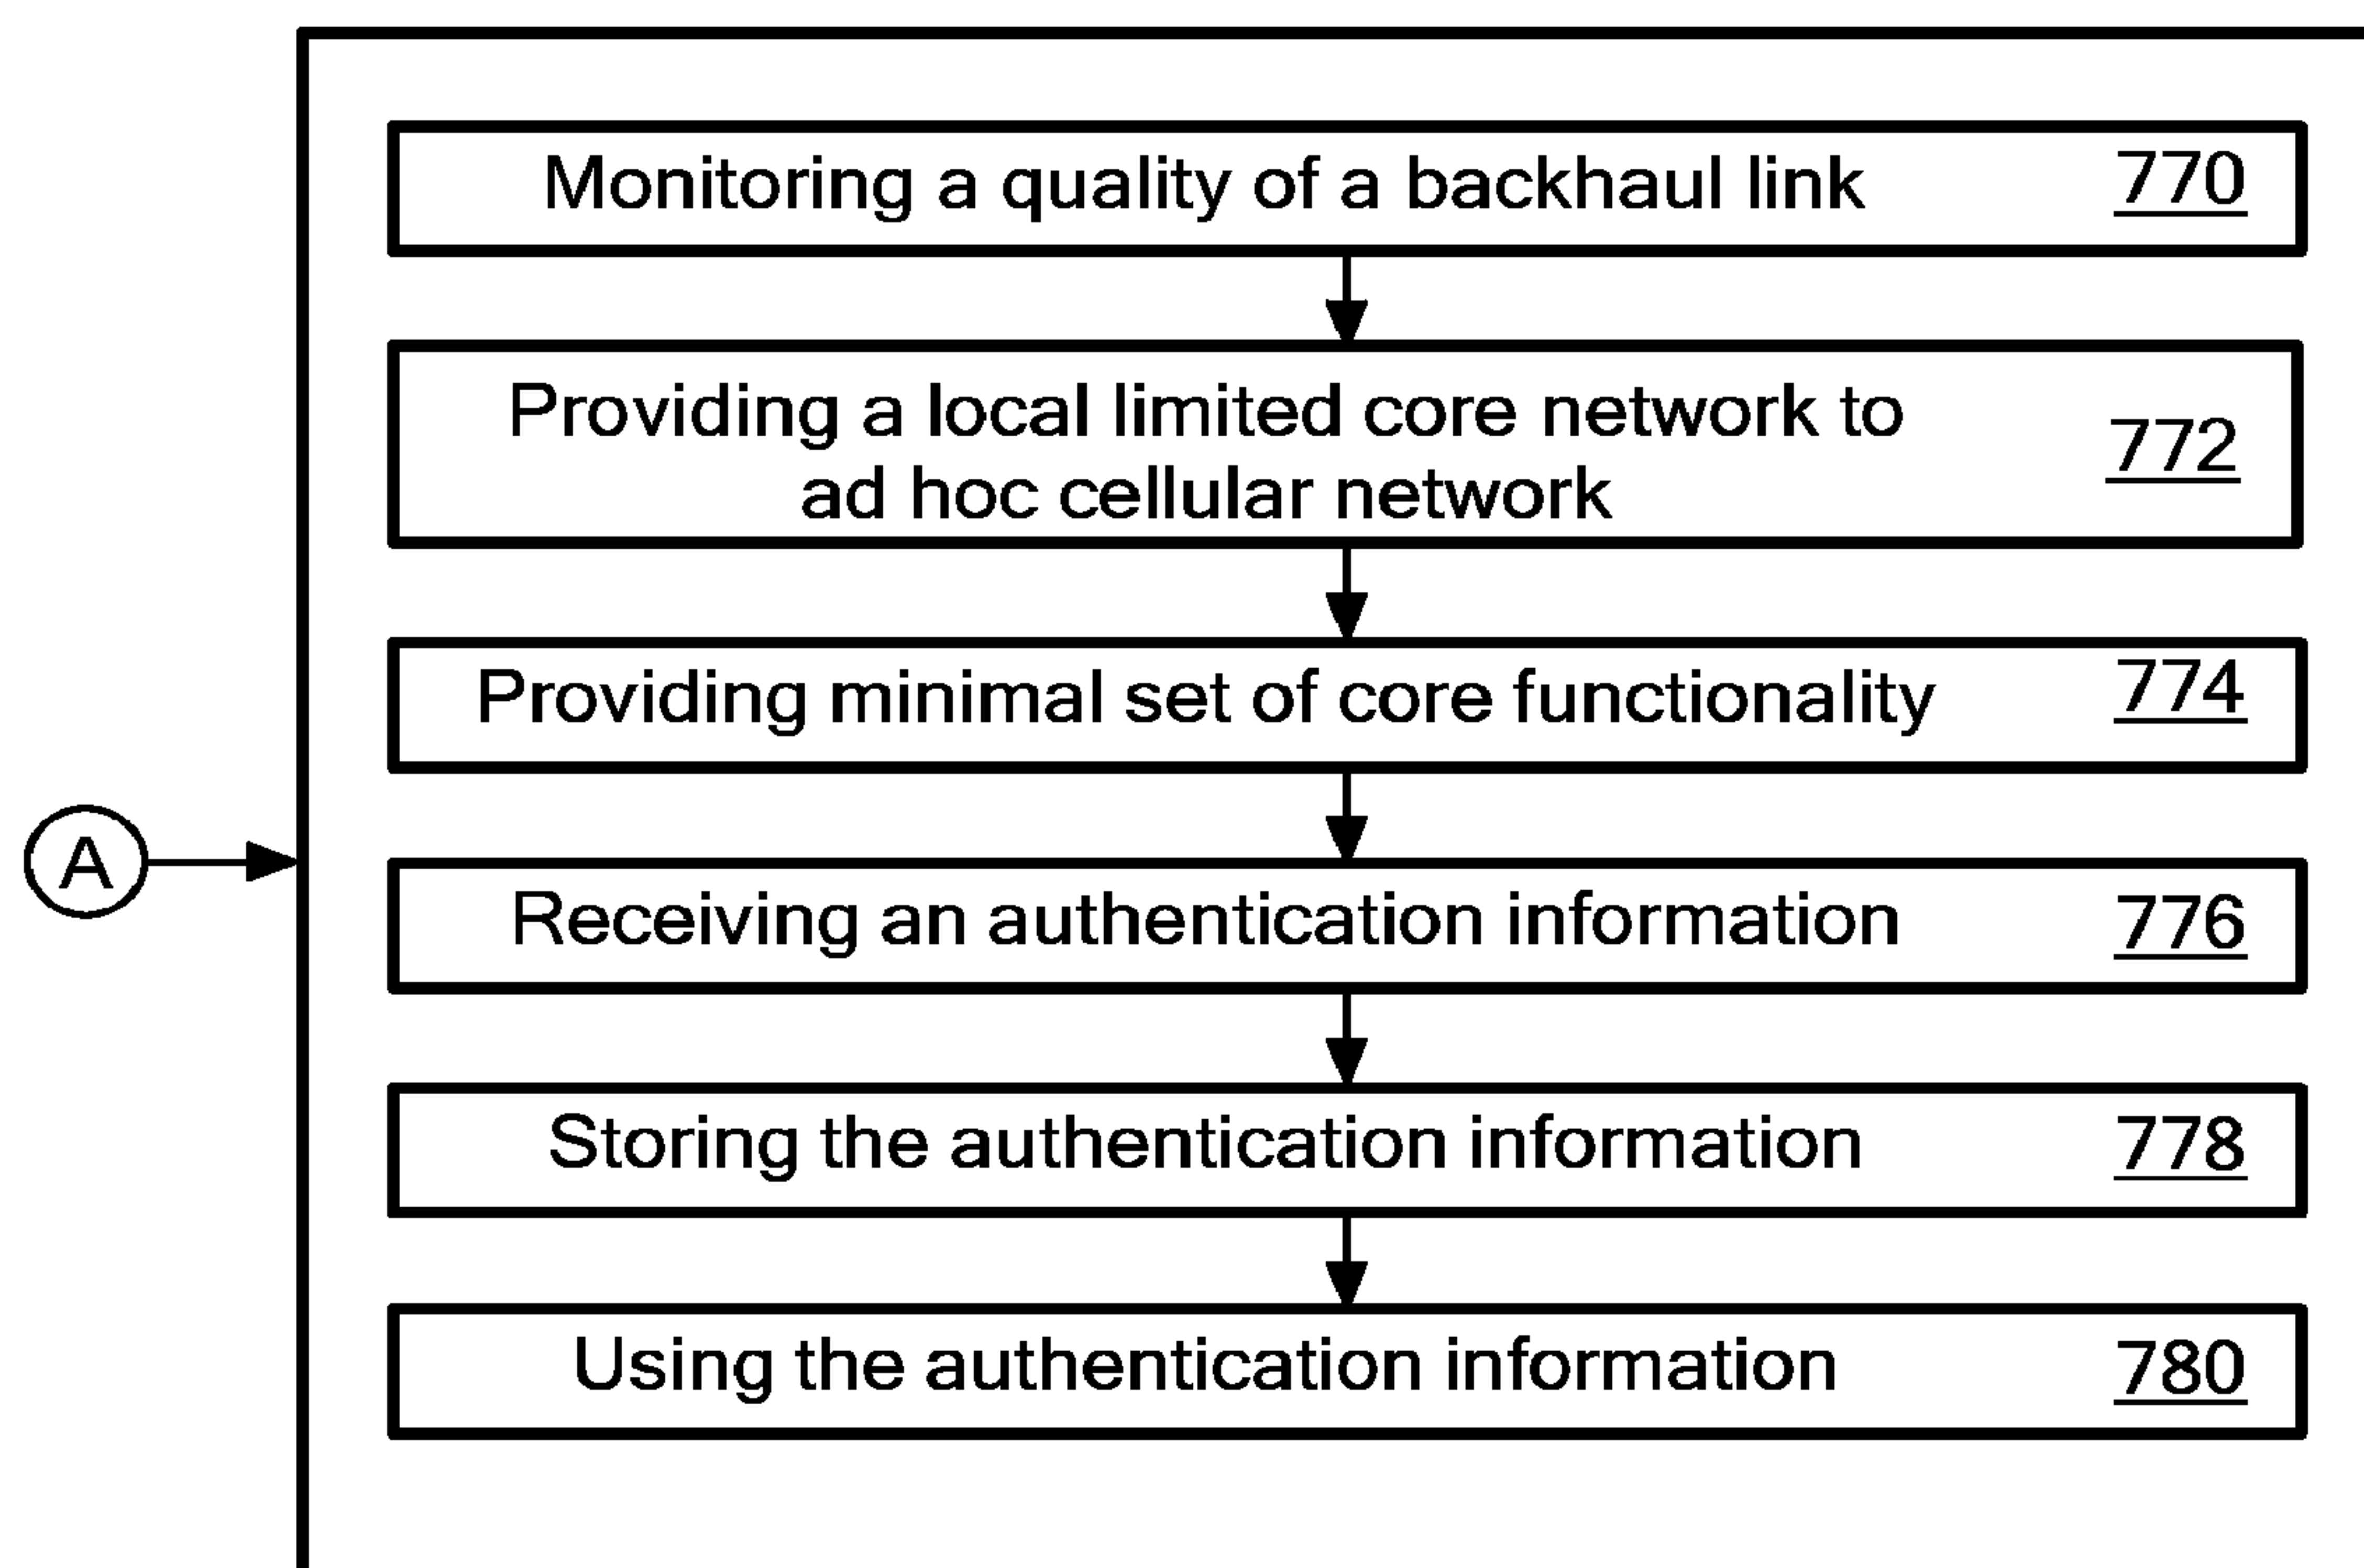 Monitoring a quality of a backhaul link 770
Providing a local limited core network to
ad hoc cellular network 772
Providing minimal set of core functionality 774
A
Receiving an authentication information 776
Storing the authentication information 778
Using the authentication information 780